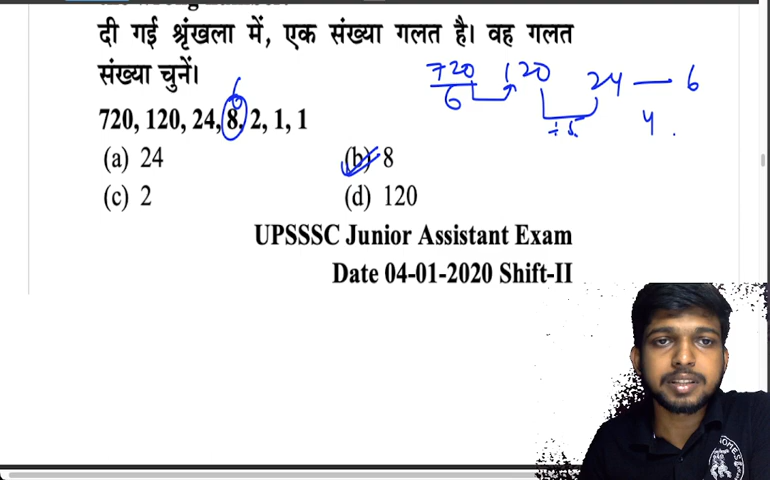 दी गई श्रृंखला में, एक संख्या गलत है। वह गलत
संख्या चुनें।
720 120 24 — 6
6 ÷5 4
6
720, 120, 24, 8, 2, 1, 1
(a) 24 (b) 8
(c) 2 (d) 120
UPSSSC Junior Assistant Exam
Date 04-01-2020 Shift-II